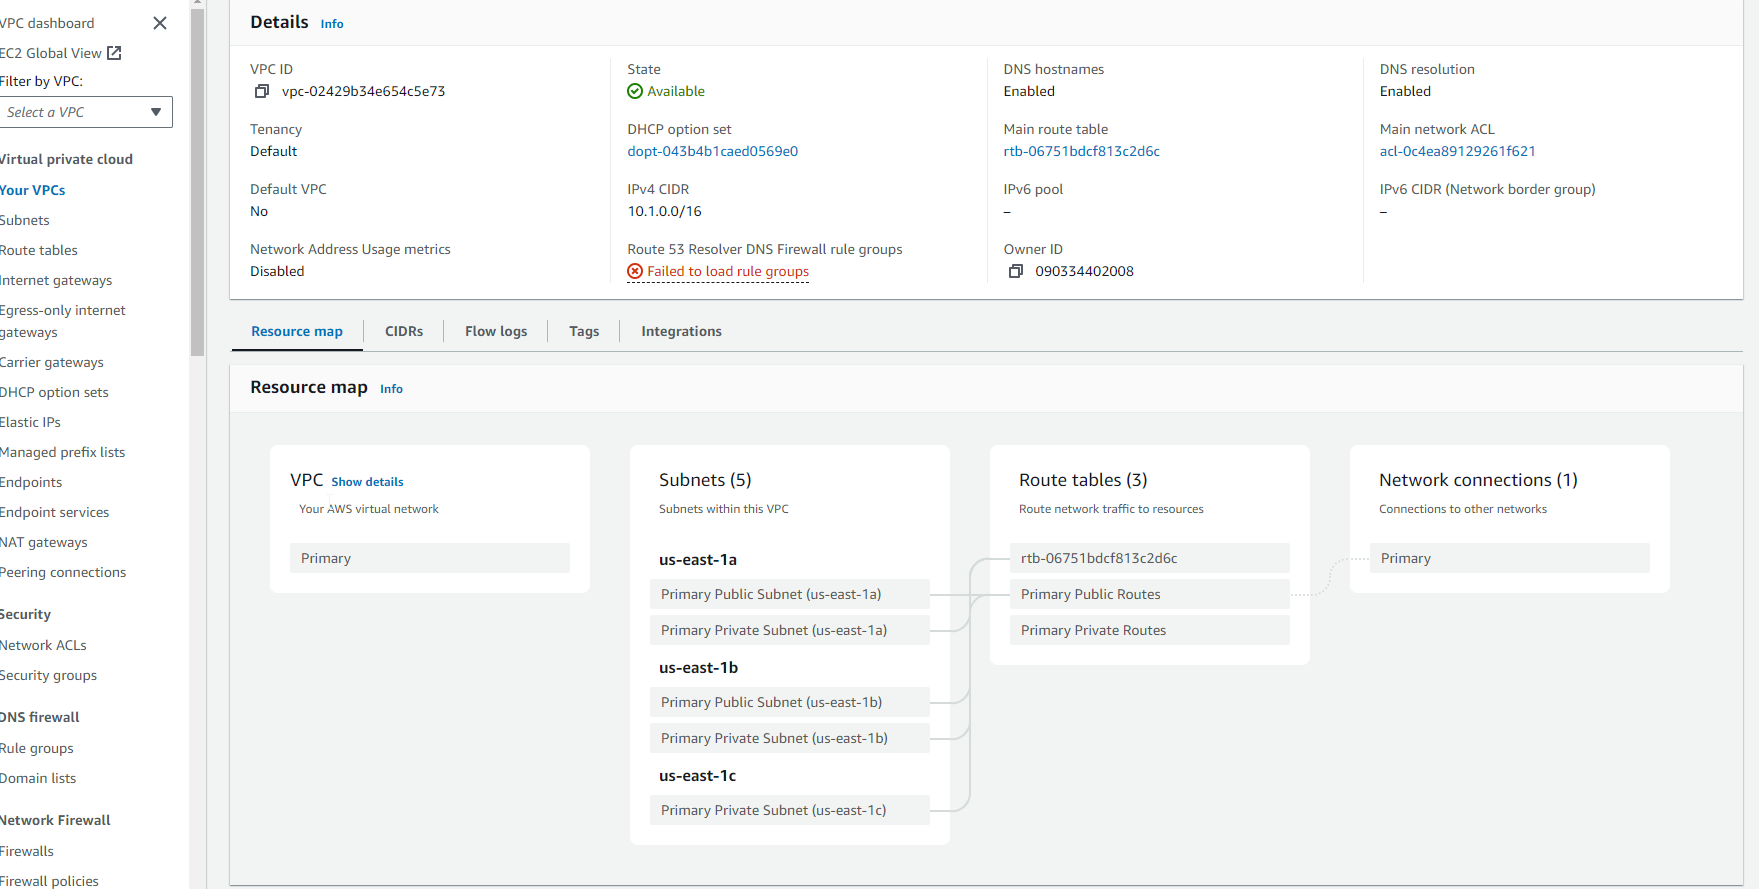 VPC dashboard
EC2 Global View
Filter by VPC:
Select a VPC
Virtual private cloud
Your VPCs
Subnets
Route tables
Internet gateways
Egress-only internet
gateways
Carrier gateways
DHCP option sets
Elastic IPs
Managed prefix lists
Endpoints
Endpoint services
NAT gateways
Peering connections
Security
Network ACLs
Security groups
DNS firewall
Rule groups
Domain lists
Network Firewall
Firewalls
Firewall policies
Details Info
VPC ID
vpc-02429b34e654c5e73
State
Available
DNS hostnames
Enabled
DNS resolution
Enabled
Tenancy
Default
DHCP option set
dopt-043b4b1caed0569e0
Main route table
rtb-06751bdcf813c2d6c
Main network ACL
acl-0c4ea89129261f621
Default VPC
No
IPv4 CIDR
10.1.0.0/16
IPv6 pool
–
IPv6 CIDR (Network border group)
–
Network Address Usage metrics
Disabled
Route 53 Resolver DNS Firewall rule groups
Failed to load rule groups
Owner ID
090334402008
Resource map CIDRs Flow logs Tags Integrations
Resource map Info
VPC Show details
Your AWS virtual network
Primary
Subnets (5)
Subnets within this VPC
us-east-1a
Primary Public Subnet (us-east-1a)
Primary Private Subnet (us-east-1a)
us-east-1b
Primary Public Subnet (us-east-1b)
Primary Private Subnet (us-east-1b)
us-east-1c
Primary Private Subnet (us-east-1c)
Route tables (3)
Route network traffic to resources
rtb-06751bdcf813c2d6c
Primary Public Routes
Primary Private Routes
Network connections (1)
Connections to other networks
Primary